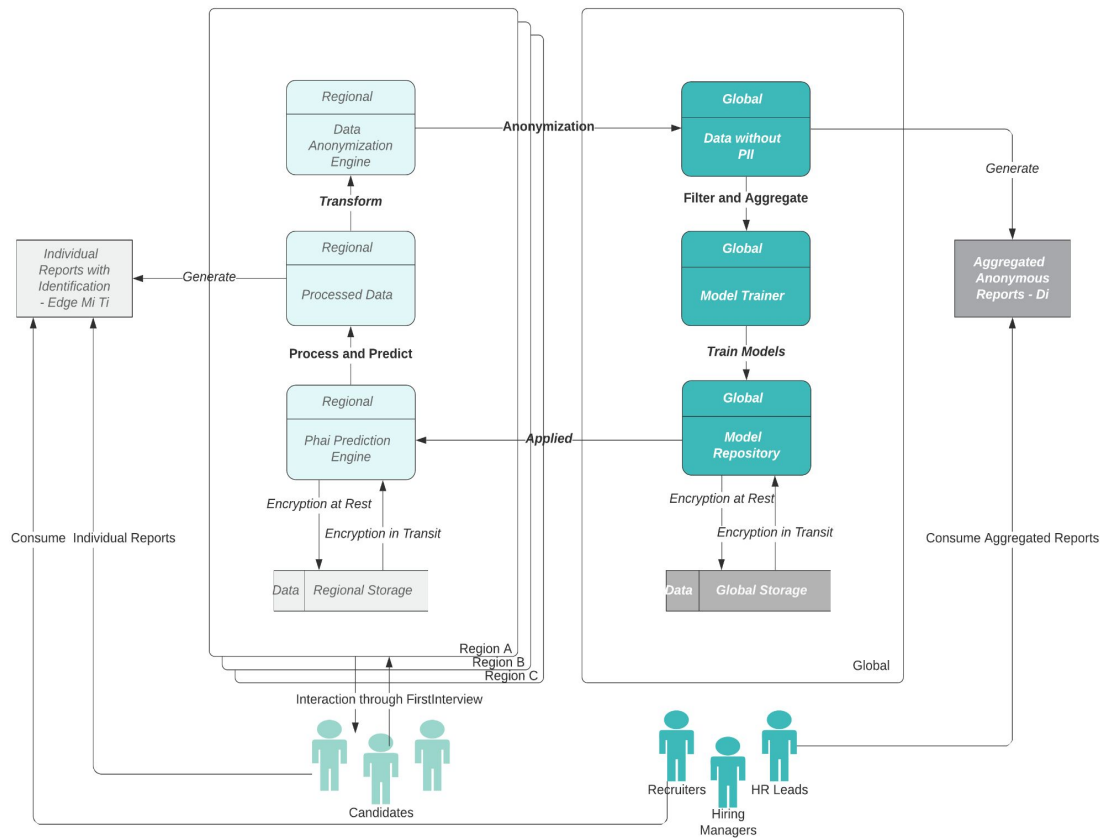 Regional
Data
Anonymization
Engine
Anonymization
Global
Data without
PII
Generate
Transform
Filter and Aggregate
Individual
Reports with
Identification
- Edge Mi Ti
Generate
Regional
Processed Data
Global
Model Trainer
Aggregated
Anonymous
Reports - Di
Process and Predict
Train Models
Regional
Phai Prediction
Engine
Applied
Global
Model
Repository
Encryption at Rest
Encryption in Transit
Encryption at Rest
Encryption in Transit
Consume Individual Reports
Consume Aggregated Reports
Data
Regional Storage
Data
Global Storage
Region A
Region B
Region C
Global
Interaction through FirstInterview
Candidates
Recruiters
Hiring
Managers
HR Leads